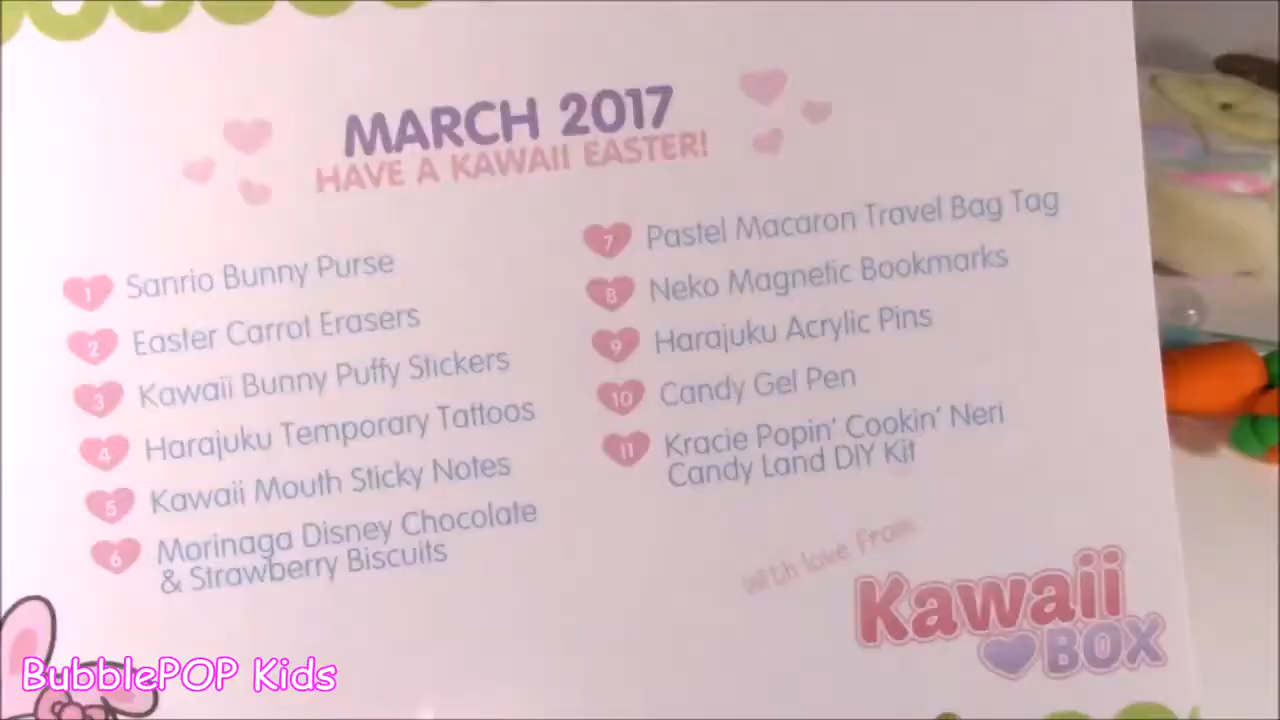 MARCH 2017
HAVE A KAWAII EASTER!
1 Sanrio Bunny Purse
2 Easter Carrot Erasers
3 Kawaii Bunny Puffy Stickers
4 Harajuku Temporary Tattoos
5 Kawaii Mouth Sticky Notes
6 Morinaga Disney Chocolate
& Strawberry Biscuits
7 Pastel Macaron Travel Bag Tag
8 Neko Magnetic Bookmarks
9 Harajuku Acrylic Pins
10 Candy Gel Pen
11 Kracie Popin' Cookin' Neri
Candy Land DIY Kit
with love From
Kawaii
BOX
BubblePOP Kids